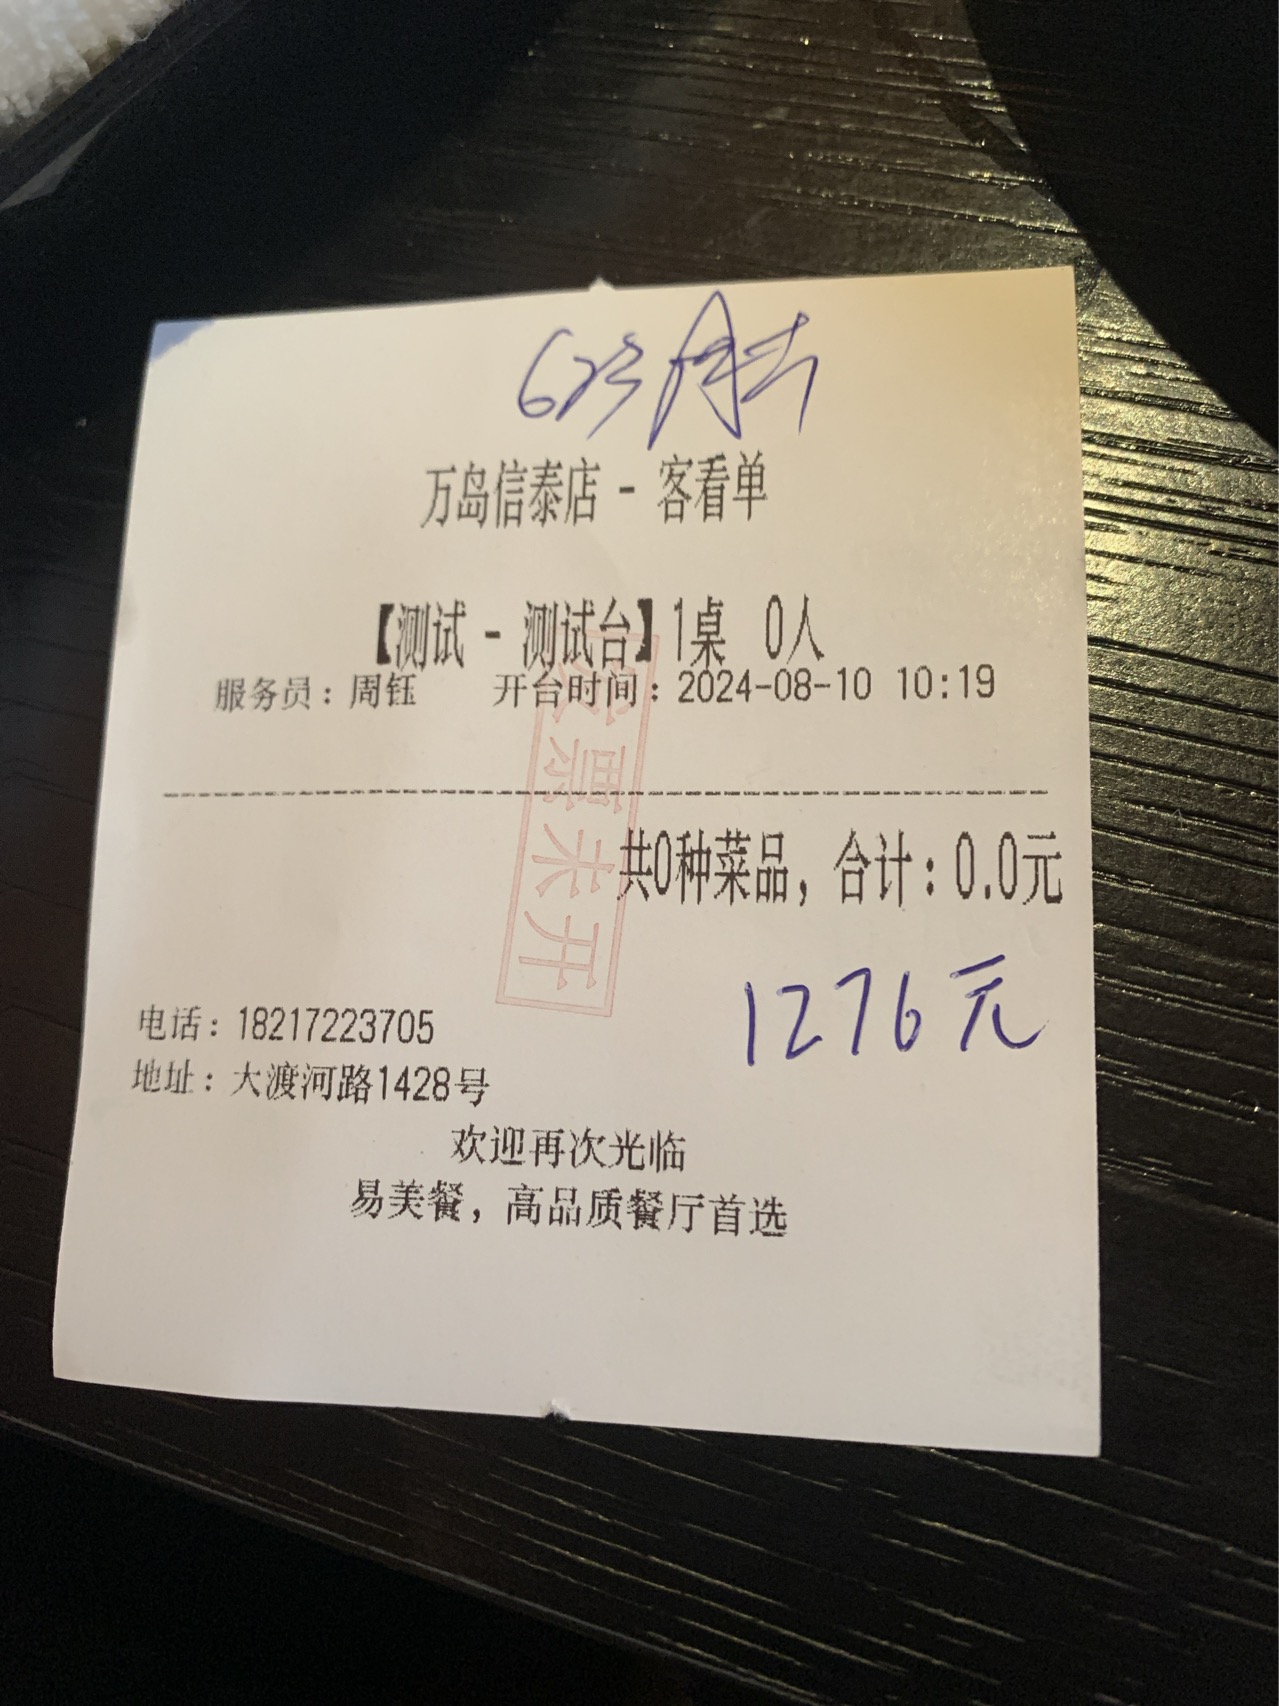 623
万岛信泰店 - 客看单
【测试 - 测试台】1桌 0人
服务员：周钰 开台时间：2024-08-10 10:19
发票未开
共0种菜品，合计：0.0元
1276元
电话：18217223705
地址：大渡河路1428号
欢迎再次光临
易美餐，高品质餐厅首选